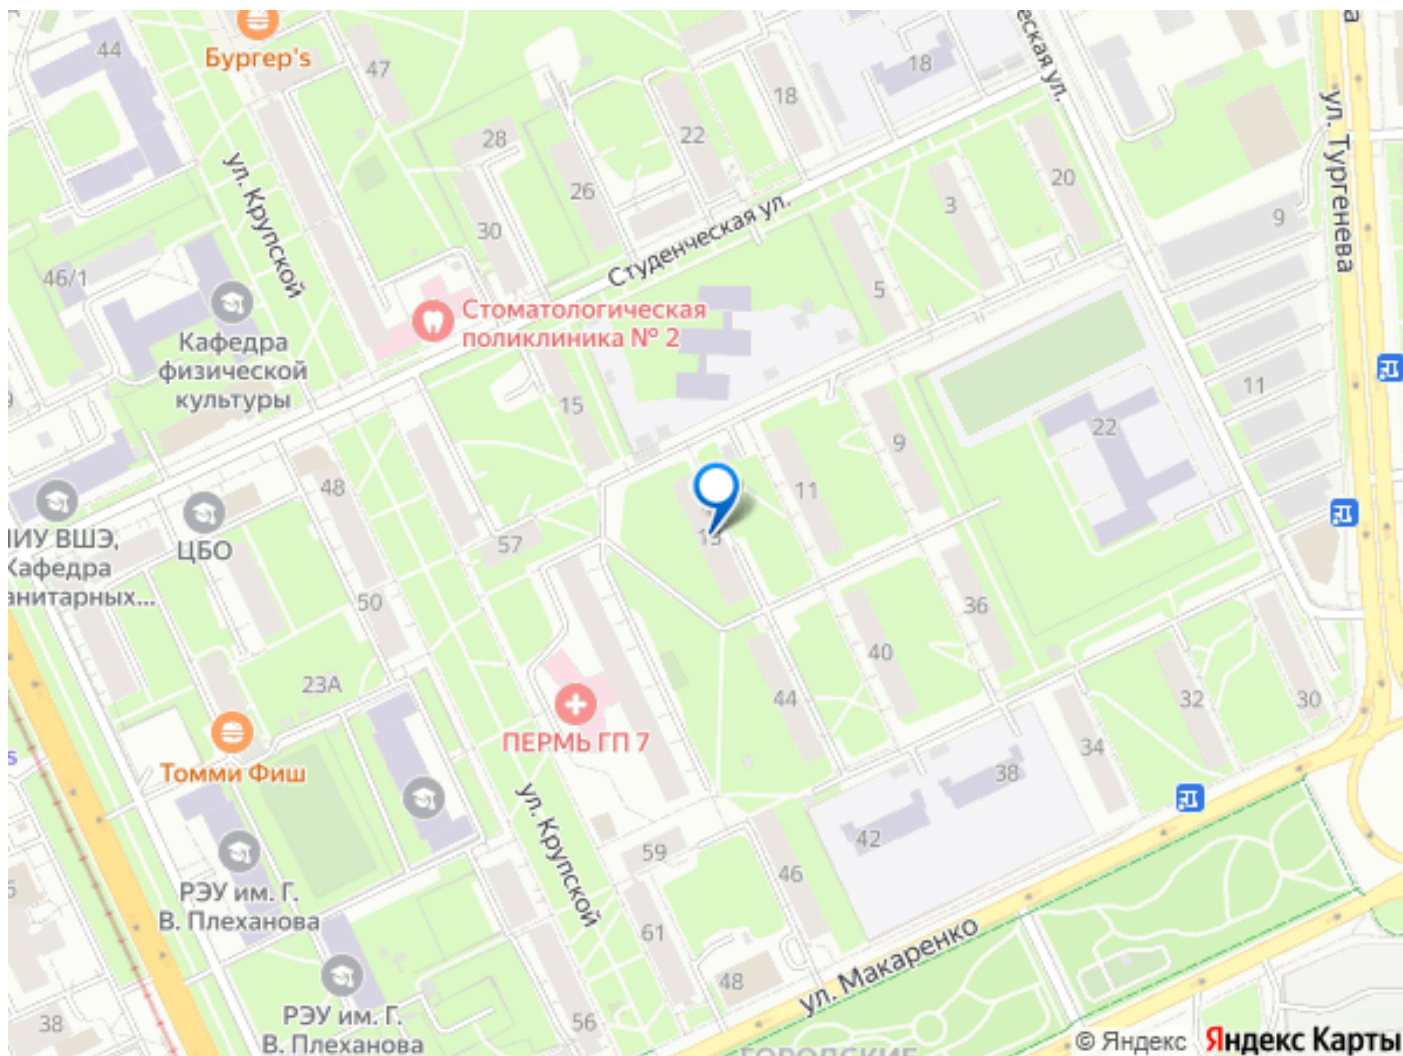 44
Бургер's
47
18
18
еская ул.
ул. Тургенева
28
22
26
20
3
ул. Крупской
30
9
Студенческая ул.
46/1
5
Стоматологическая
поликлиника № 2
Кафедра
физической
культуры
11
15
22
9
48
11
ИУ ВШЭ,
Кафедра
анитарных...
ЦБО
57
13
50
36
40
23А
44
32
30
ПЕРМЬ ГП 7
34
Томми Фиш
38
ул. Крупской
42
59
46
РЭУ им. Г.
В. Плеханова
61
ул. Макаренко
48
38
РЭУ им. Г.
В. Плеханова
56
ГОРОДСКИЕ
© Яндекс Яндекс Карты